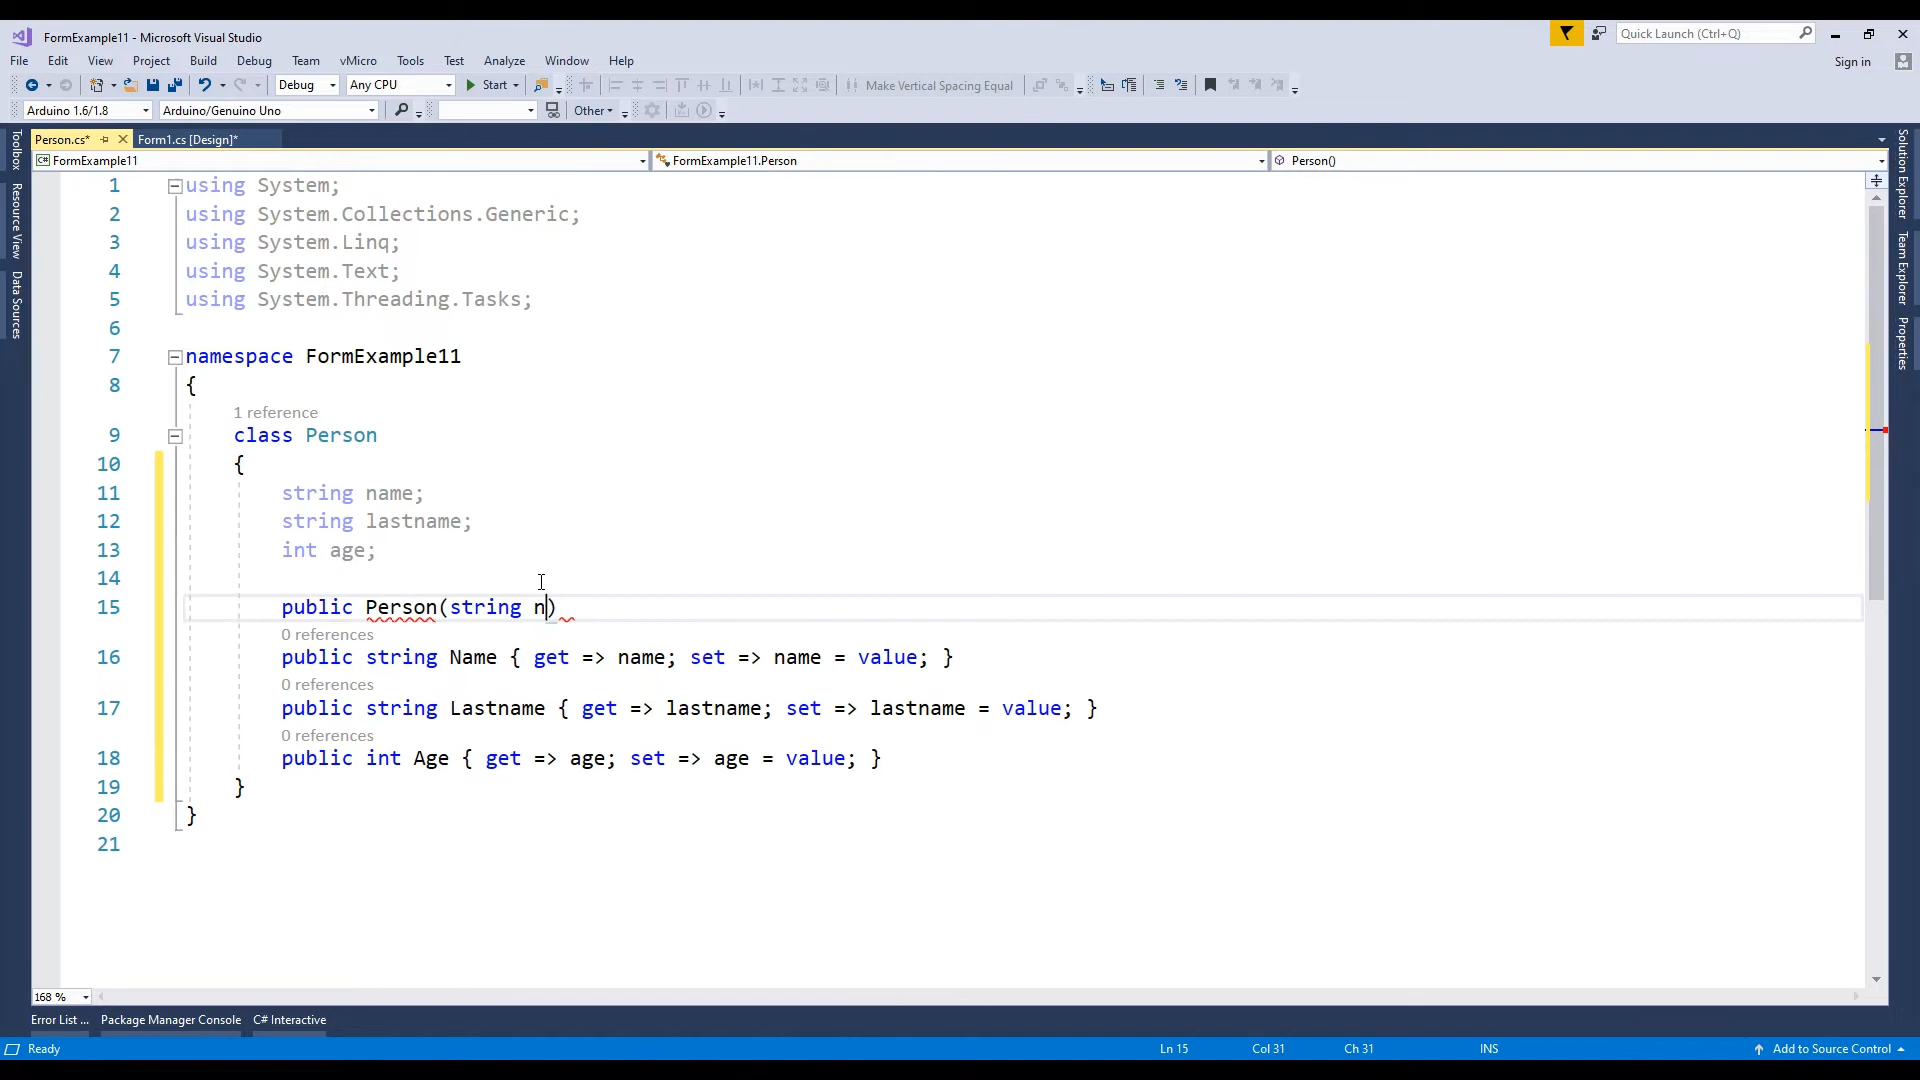 FormExample11 - Microsoft Visual Studio
Quick Launch (Ctrl+Q)
File Edit View Project Build Debug Team vMicro Tools Test Analyze Window Help
Sign in
Debug Any CPU Start Make Vertical Spacing Equal
Arduino 1.6/1.8 Arduino/Genuino Uno Other
Person.cs* Form1.cs [Design]*
FormExample11 FormExample11.Person Person()
Toolbox
Resource View
Data Sources
Solution Explorer
Team Explorer
Properties
1 using System;
2 using System.Collections.Generic;
3 using System.Linq;
4 using System.Text;
5 using System.Threading.Tasks;
6
7 namespace FormExample11
8 {
1 reference
9 class Person
10 {
11 string name;
12 string lastname;
13 int age;
14
15 public Person(string n)
0 references
16 public string Name { get => name; set => name = value; }
0 references
17 public string Lastname { get => lastname; set => lastname = value; }
0 references
18 public int Age { get => age; set => age = value; }
19 }
20 }
21
168 %
Error List ... Package Manager Console C# Interactive
Ready Ln 15 Col 31 Ch 31 INS Add to Source Control